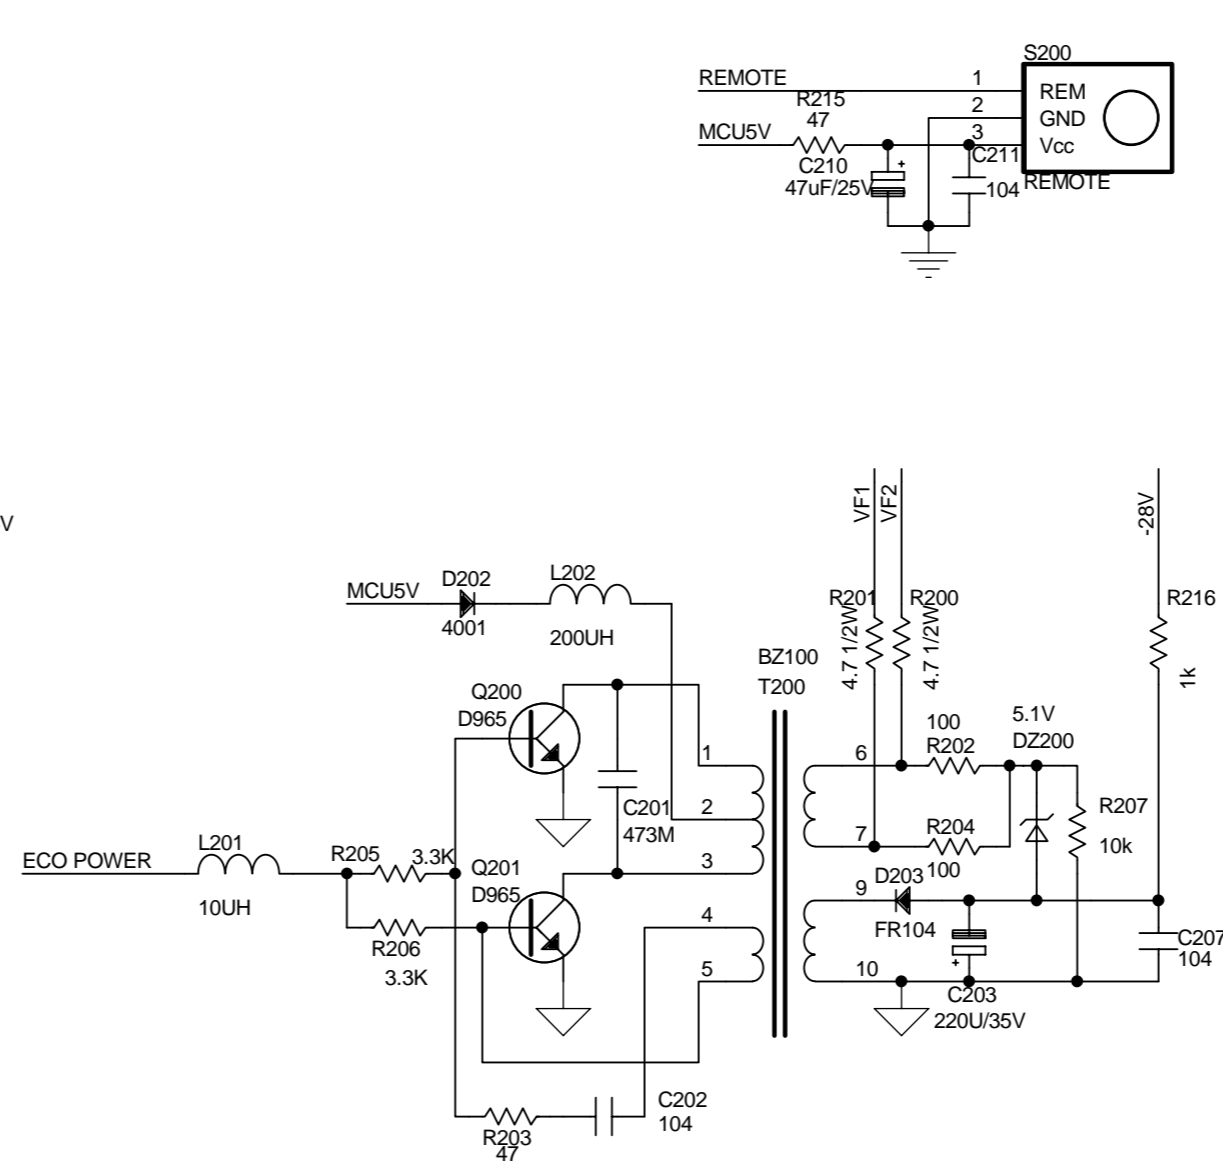 S200
REMOTE
1
REM
R215
47
2
GND
MCU5V
3
Vcc
C210
47uF/25V
+
C211
104
REMOTE
V
VF1
VF2
-28V
MCU5V
D202
4001
L202
200UH
R201
4.7 1/2W
R200
4.7 1/2W
R216
1k
BZ100
T200
Q200
D965
100
R202
5.1V
DZ200
1
6
2
C201
473M
7
R204
100
R207
10k
ECO POWER
L201
10UH
R205
3.3K
Q201
D965
3
9
D203
FR104
R206
3.3K
4
5
10
+
C203
220U/35V
C207
104
R203
47
C202
104